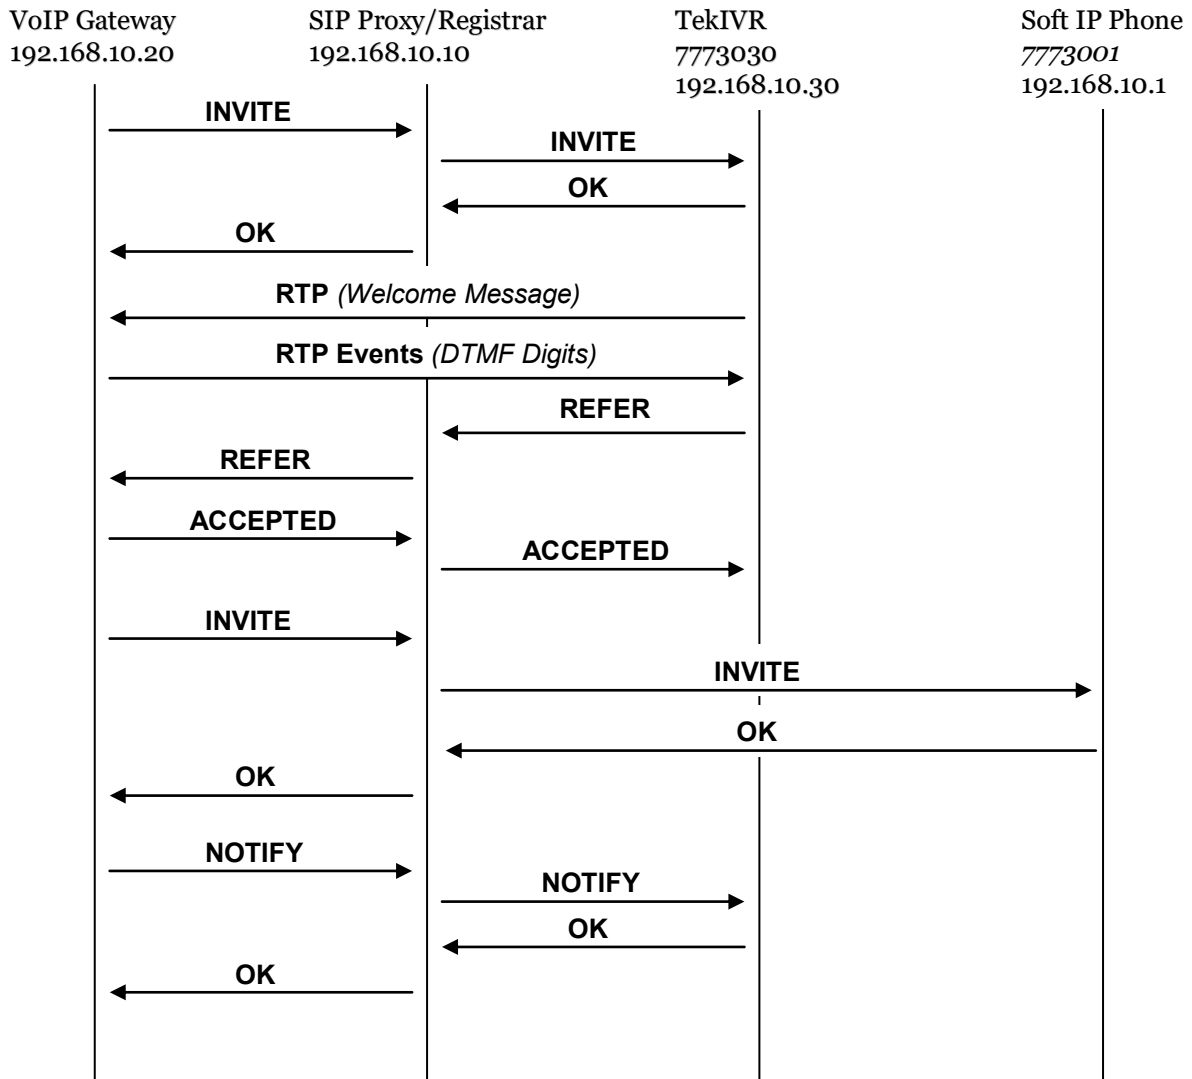 VoIP Gateway
192.168.10.20
SIP Proxy/Registrar
192.168.10.10
TekIVR
7773030
192.168.10.30
Soft IP Phone
7773001
192.168.10.1
INVITE
INVITE
OK
OK
RTP (Welcome Message)
RTP Events (DTMF Digits)
REFER
REFER
ACCEPTED
ACCEPTED
INVITE
INVITE
OK
OK
NOTIFY
NOTIFY
OK
OK